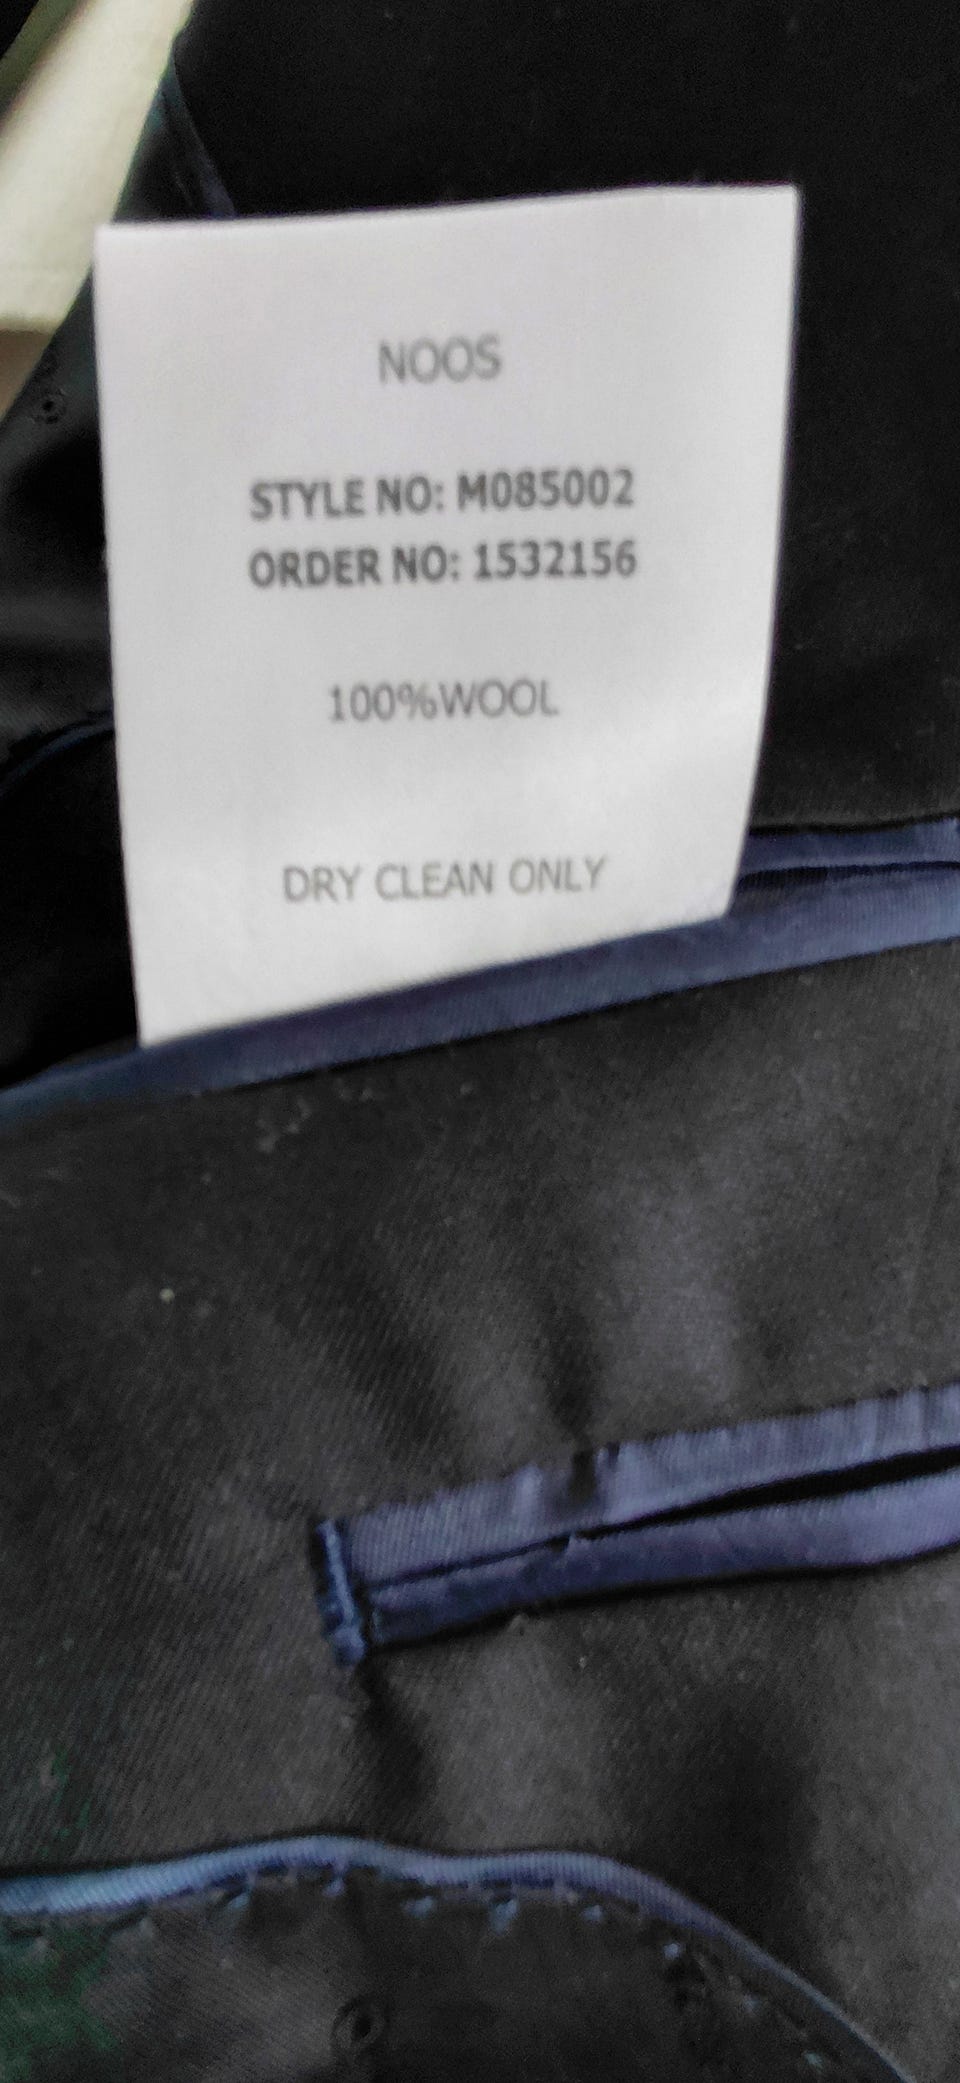 NOOS
STYLE NO: M085002
ORDER NO: 1532156
100%WOOL
DRY CLEAN ONLY